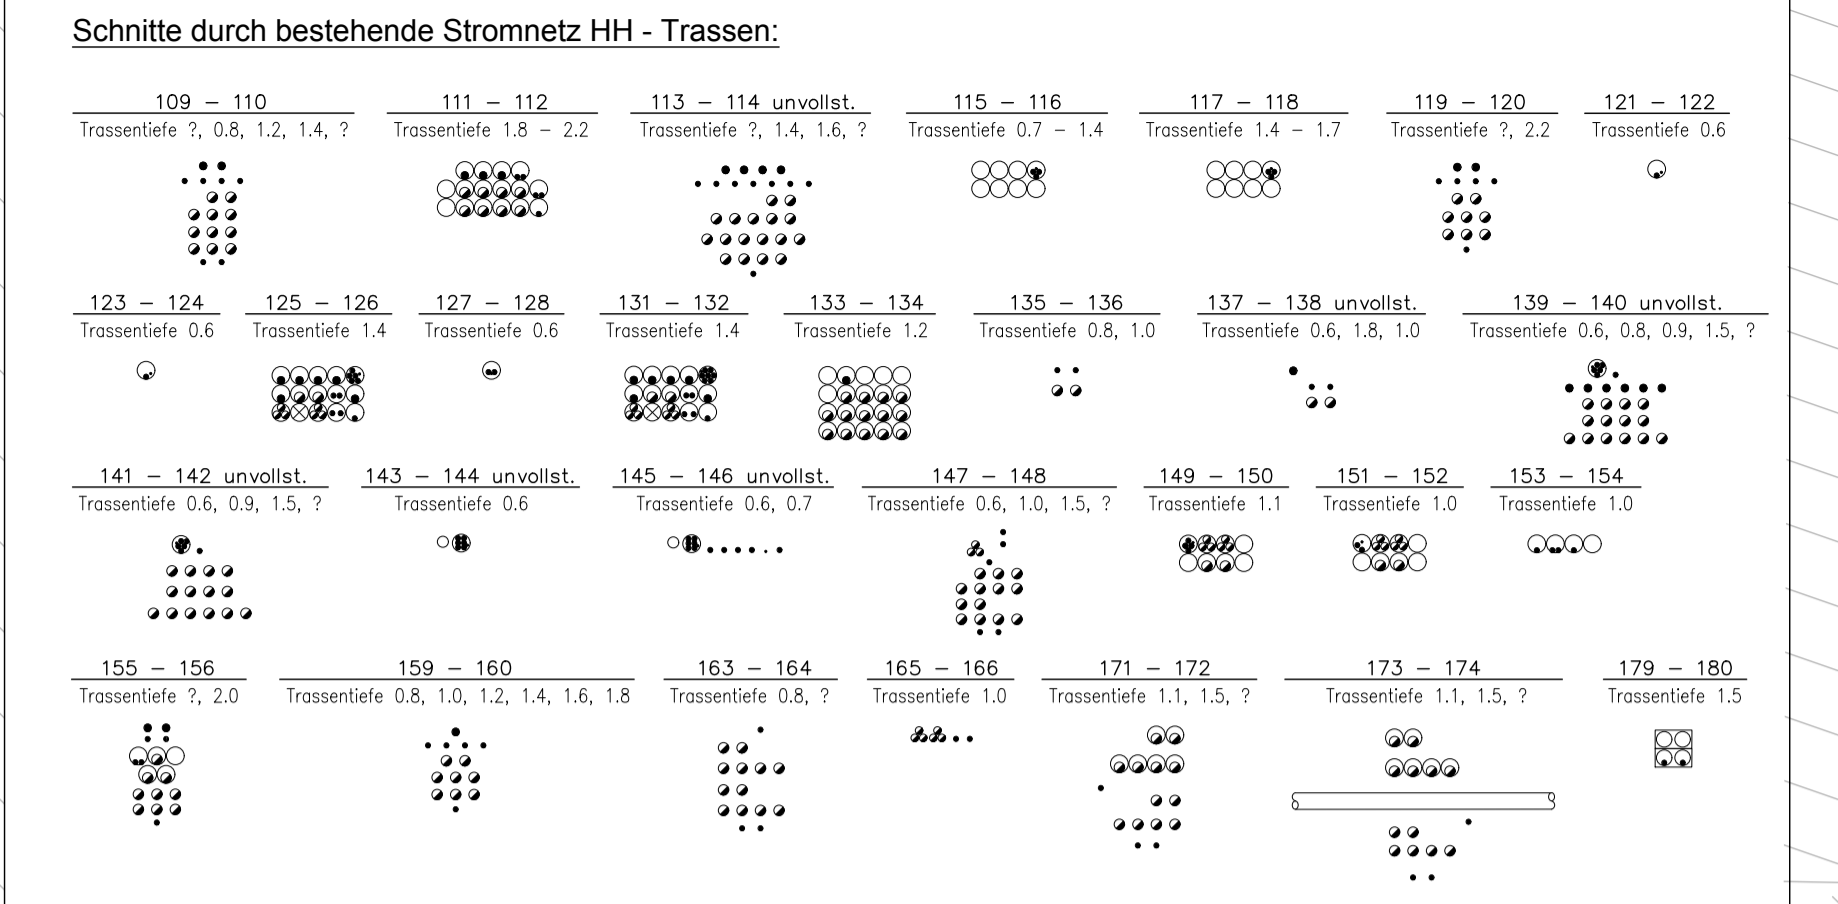 Schnitte durch bestehende Stromnetz HH - Trassen:
109 – 110
Trassentiefe ?, 0.8, 1.2, 1.4, ?
111 – 112
Trassentiefe 1.8 – 2.2
113 – 114 unvollst.
Trassentiefe ?, 1.4, 1.6, ?
115 – 116
Trassentiefe 0.7 – 1.4
117 – 118
Trassentiefe 1.4 – 1.7
119 – 120
Trassentiefe ?, 2.2
121 – 122
Trassentiefe 0.6
123 – 124
Trassentiefe 0.6
125 – 126
Trassentiefe 1.4
127 – 128
Trassentiefe 0.6
131 – 132
Trassentiefe 1.4
133 – 134
Trassentiefe 1.2
135 – 136
Trassentiefe 0.8, 1.0
137 – 138 unvollst.
Trassentiefe 0.6, 1.8, 1.0
139 – 140 unvollst.
Trassentiefe 0.6, 0.8, 0.9, 1.5, ?
141 – 142 unvollst.
Trassentiefe 0.6, 0.9, 1.5, ?
143 – 144 unvollst.
Trassentiefe 0.6
145 – 146 unvollst.
Trassentiefe 0.6, 0.7
147 – 148
Trassentiefe 0.6, 1.0, 1.5, ?
149 – 150
Trassentiefe 1.1
151 – 152
Trassentiefe 1.0
153 – 154
Trassentiefe 1.0
155 – 156
Trassentiefe ?, 2.0
159 – 160
Trassentiefe 0.8, 1.0, 1.2, 1.4, 1.6, 1.8
163 – 164
Trassentiefe 0.8, ?
165 – 166
Trassentiefe 1.0
171 – 172
Trassentiefe 1.1, 1.5, ?
173 – 174
Trassentiefe 1.1, 1.5, ?
179 – 180
Trassentiefe 1.5